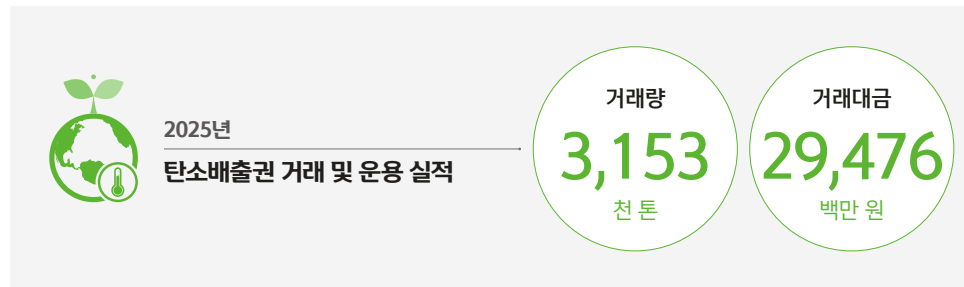 2025년
탄소배출권 거래 및 운용 실적
거래량
3,153
천 톤
거래대금
29,476
백만 원